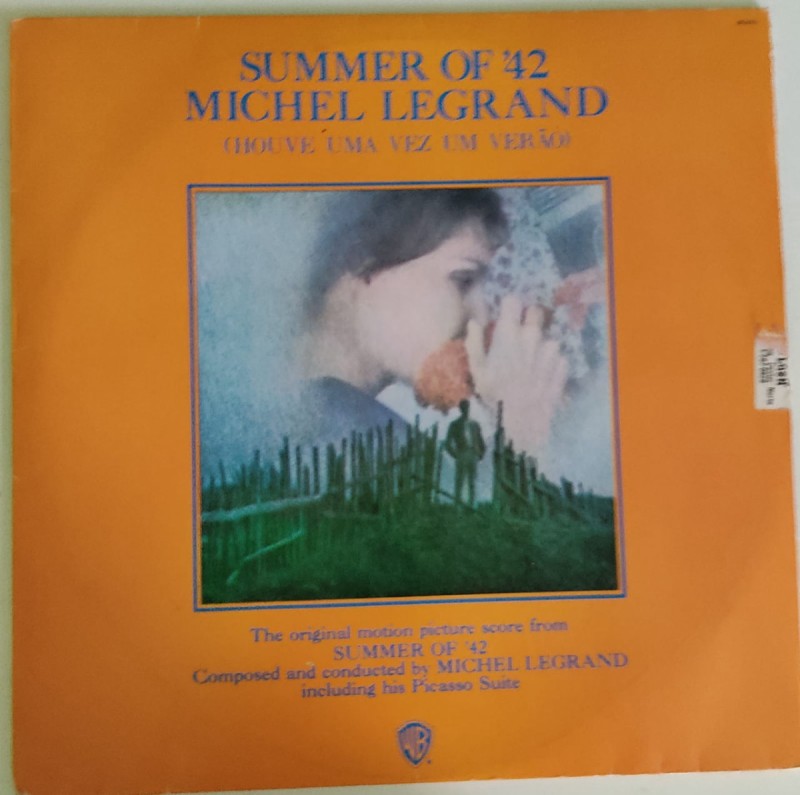 SUMMER OF '42
MICHEL LEGRAND
(HOUVE UMA VEZ UM VERÃO)
The original motion picture score from
SUMMER OF '42
Composed and conducted by MICHEL LEGRAND
including his Picasso Suite
WB